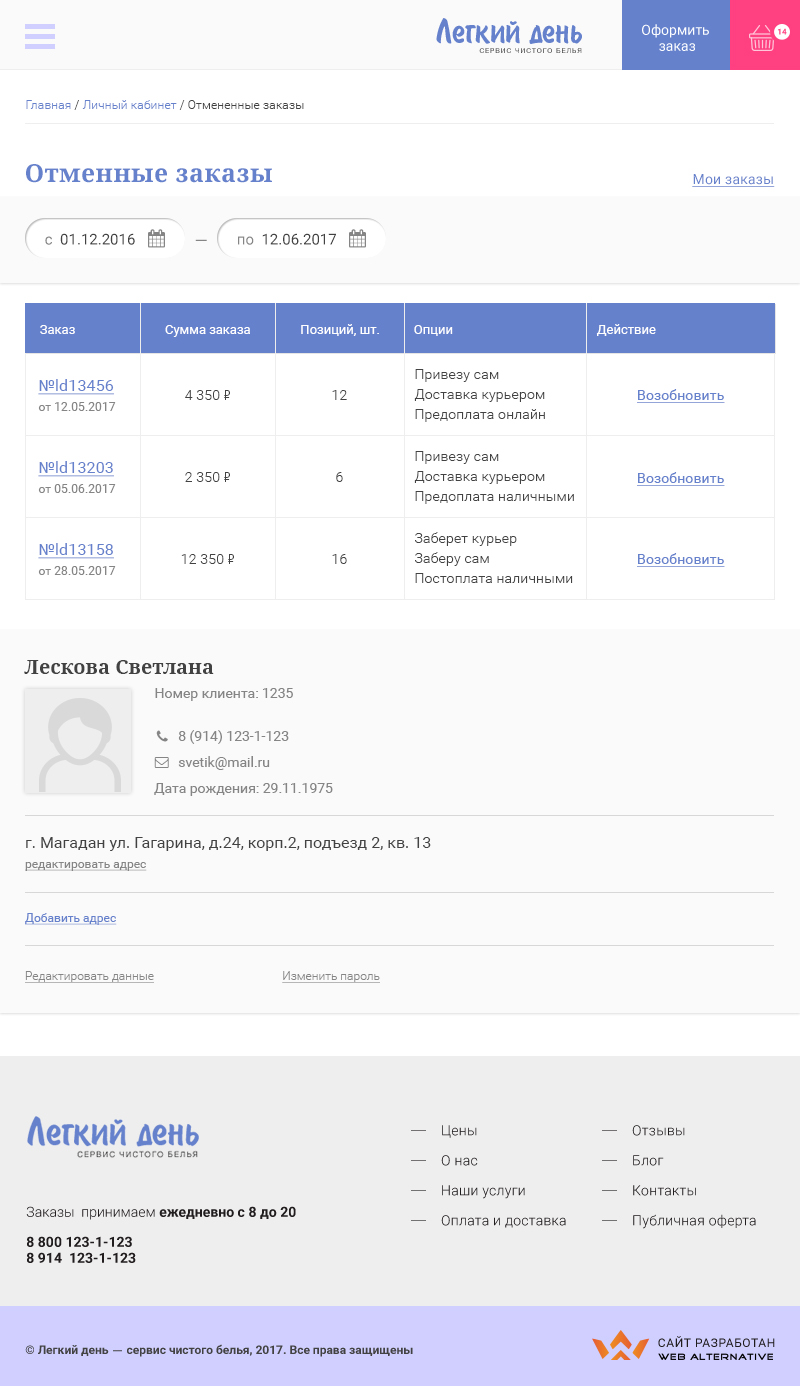 Легкий день
СЕРВИС ЧИСТОГО БЕЛЬЯ
Оформить
заказ
14
Главная / Личный кабинет / Отмененные заказы
Отменные заказы
Мои заказы
с 01.12.2016 — по 12.06.2017
Заказ Сумма заказа Позиций, шт. Опции Действие
№ld13456
от 12.05.2017
4 350 ₽
12
Привезу сам
Доставка курьером
Предоплата онлайн
Возобновить
№ld13203
от 05.06.2017
2 350 ₽
6
Привезу сам
Доставка курьером
Предоплата наличными
Возобновить
№ld13158
от 28.05.2017
12 350 ₽
16
Заберет курьер
Заберу сам
Постоплата наличными
Возобновить
Лескова Светлана
Номер клиента: 1235
8 (914) 123-1-123
svetik@mail.ru
Дата рождения: 29.11.1975
г. Магадан ул. Гагарина, д.24, корп.2, подъезд 2, кв. 13
редактировать адрес
Добавить адрес
Редактировать данные
Изменить пароль
Легкий день
СЕРВИС ЧИСТОГО БЕЛЬЯ
Заказы принимаем ежедневно с 8 до 20
8 800 123-1-123
8 914 123-1-123
— Цены
— О нас
— Наши услуги
— Оплата и доставка
— Отзывы
— Блог
— Контакты
— Публичная оферта
© Легкий день — сервис чистого белья, 2017. Все права защищены
САЙТ РАЗРАБОТАН
WEB ALTERNATIVE